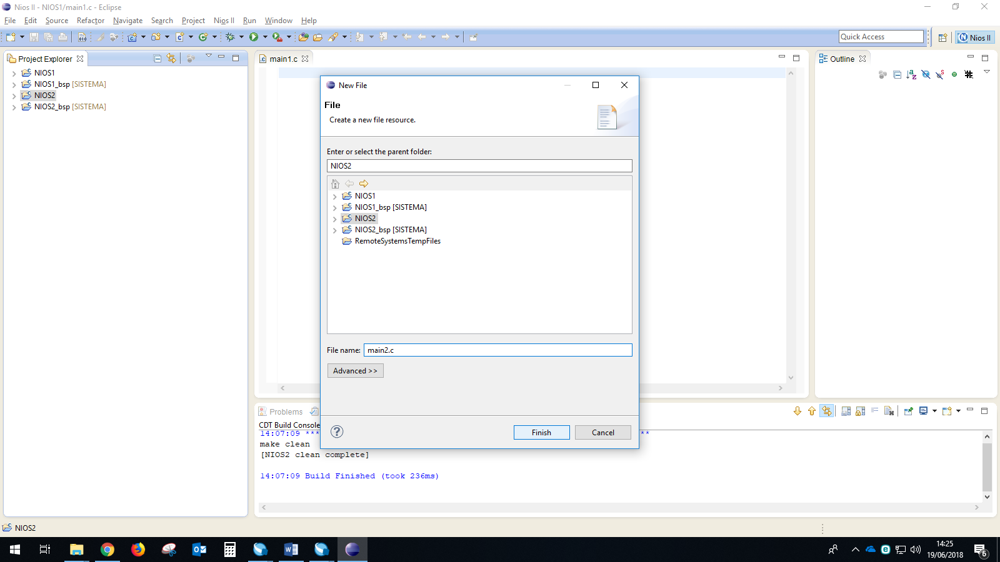 Nios II - NIOS1/main1.c - Eclipse
File Edit Source Refactor Navigate Search Project Nios II Run Window Help
Quick Access
Nios II
Project Explorer
NIOS1
NIOS1_bsp [SISTEMA]
NIOS2
NIOS2_bsp [SISTEMA]
main1.c
Outline
New File
File
Create a new file resource.
Enter or select the parent folder:
NIOS2
NIOS1
NIOS1_bsp [SISTEMA]
NIOS2
NIOS2_bsp [SISTEMA]
RemoteSystemsTempFiles
File name: main2.c
Advanced >>
Finish Cancel
Problems
CDT Build Console
14:07:09 *** **
make clean
[NIOS2 clean complete]
14:07:09 Build Finished (took 236ms)
NIOS2
14:25
19/06/2018
6